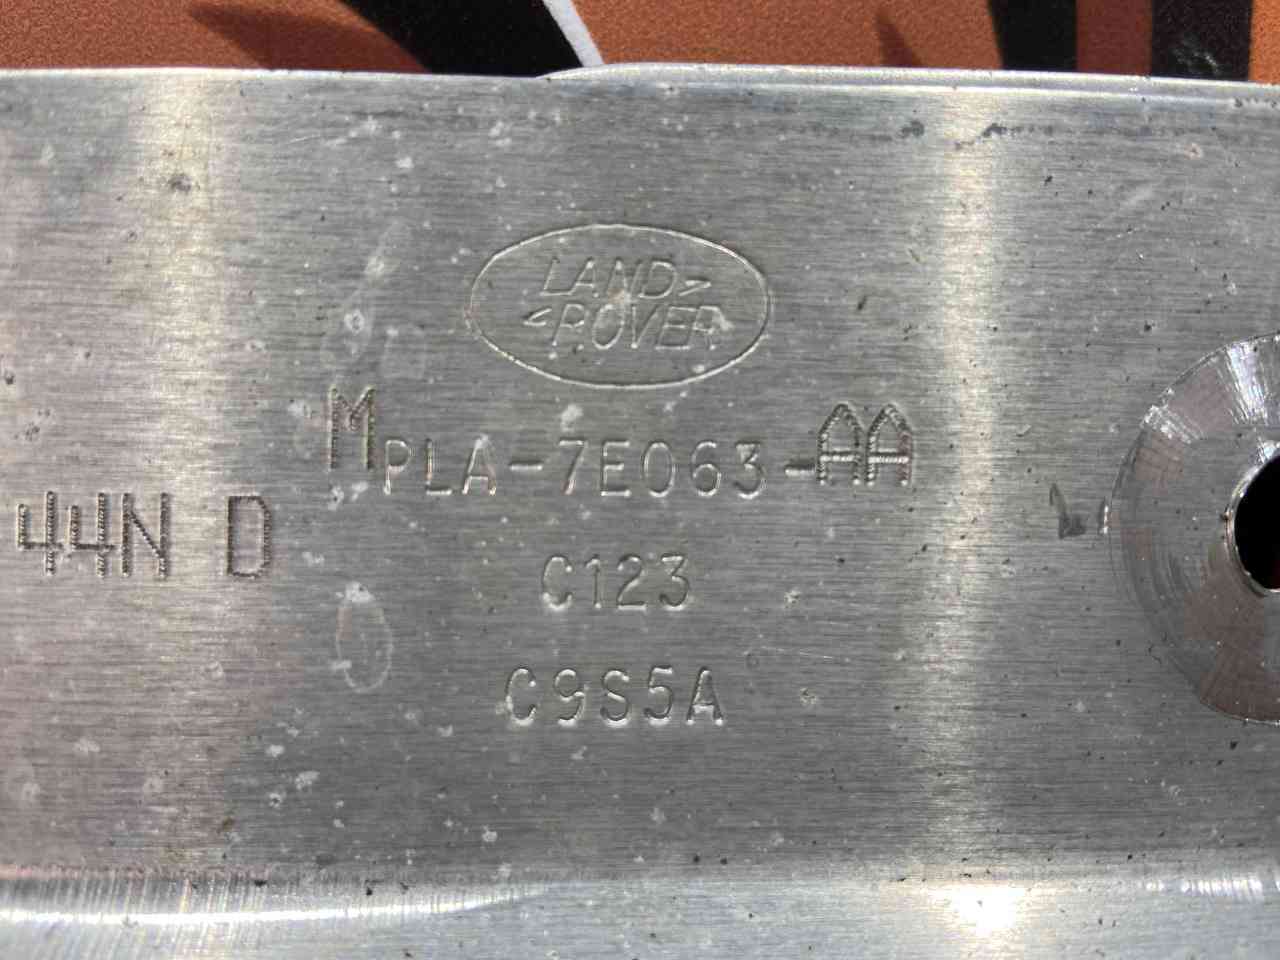 LAND>
<ROVER
MPLA-7E063-AA
44N D
C123
C9S5A